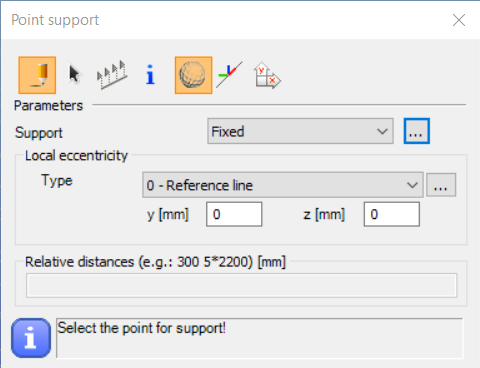 Point support
Parameters
Support Fixed ...
Local eccentricity
Type 0 - Reference line ...
y [mm] 0 z [mm] 0
Relative distances (e.g.: 300 5*2200) [mm]
Select the point for support!